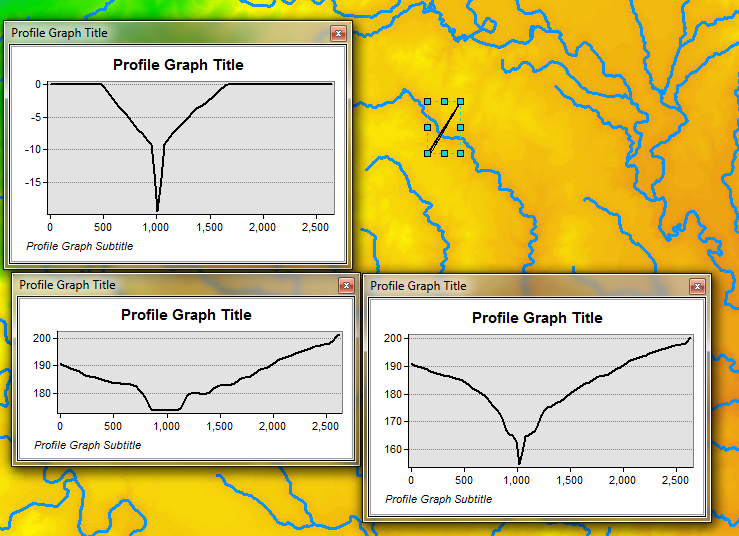 Profile Graph Title
x
Profile Graph Title
0
-5
-10
-15
0 500 1,000 1,500 2,000 2,500
Profile Graph Subtitle
Profile Graph Title
x
Profile Graph Title
200
190
180
0 500 1,000 1,500 2,000 2,500
Profile Graph Subtitle
Profile Graph Title
x
Profile Graph Title
200
190
180
170
160
0 500 1,000 1,500 2,000 2,500
Profile Graph Subtitle